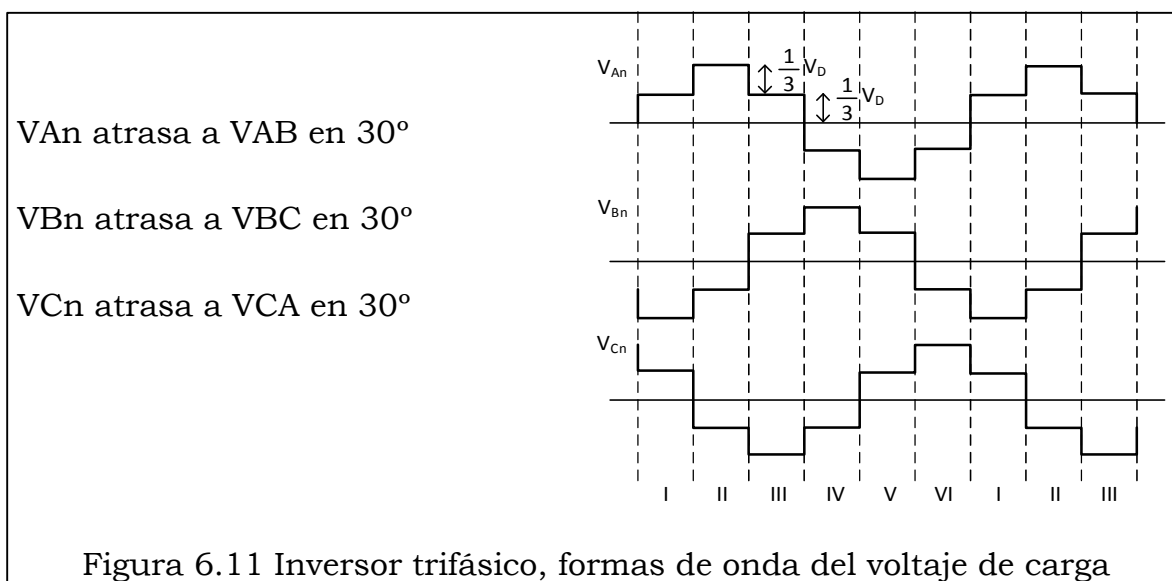 VAn atrasa a VAB en 30º
VBn atrasa a VBC en 30º
VCn atrasa a VCA en 30º
VAn
1/3 VD
1/3 VD
VBn
VCn
I II III IV V VI I II III
Figura 6.11 Inversor trifásico, formas de onda del voltaje de carga